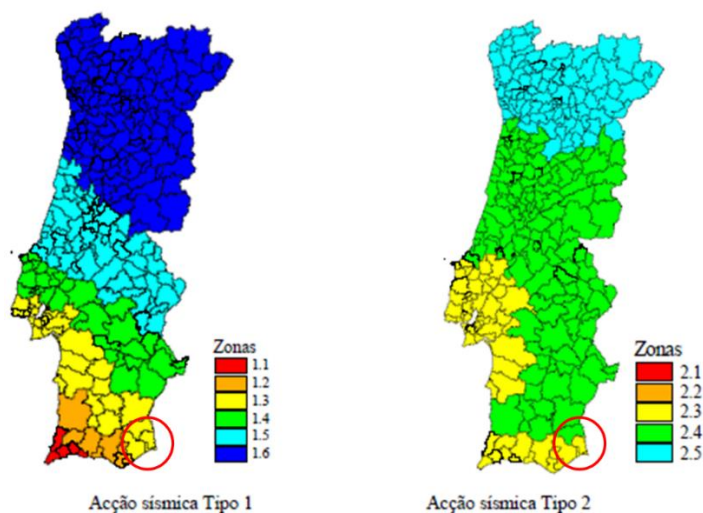 Zonas
1.1
1.2
1.3
1.4
1.5
1.6
Acção sísmica Tipo 1
Zonas
2.1
2.2
2.3
2.4
2.5
Acção sísmica Tipo 2